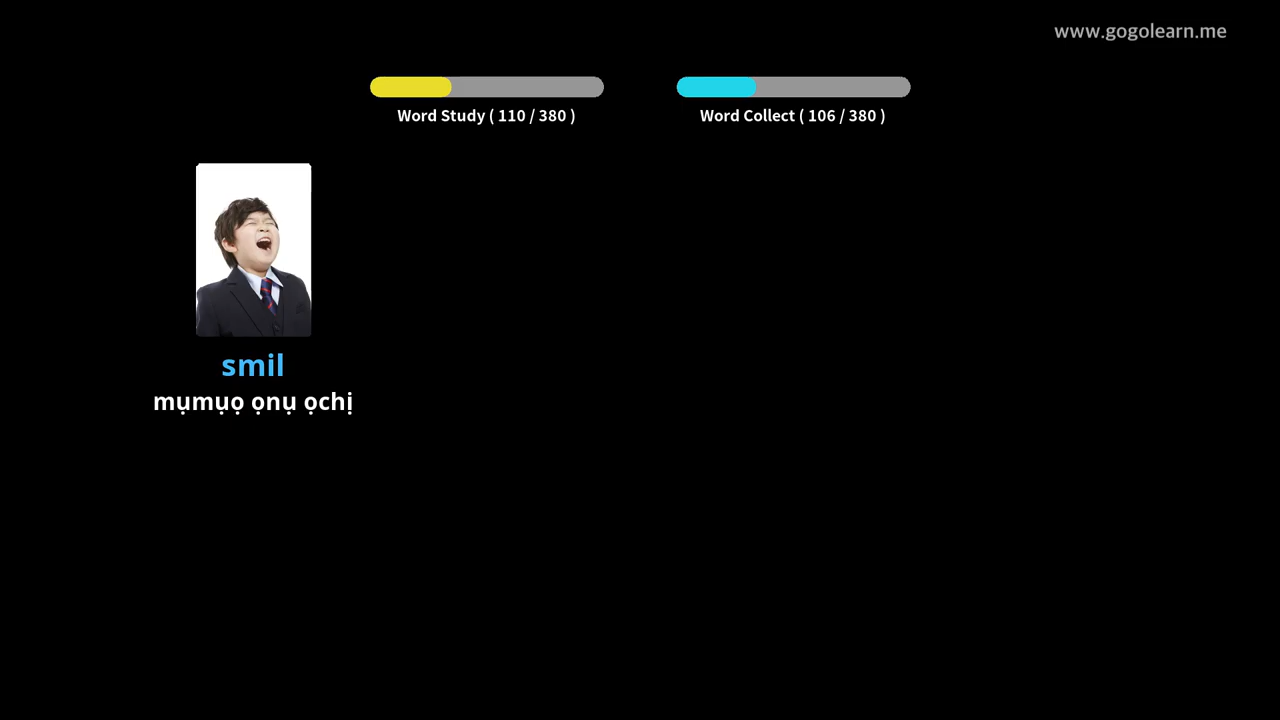 www.gogolearn.me
Word Study ( 110 / 380 )
Word Collect ( 106 / 380 )
smil
mụmụọ ọnụ ọchị